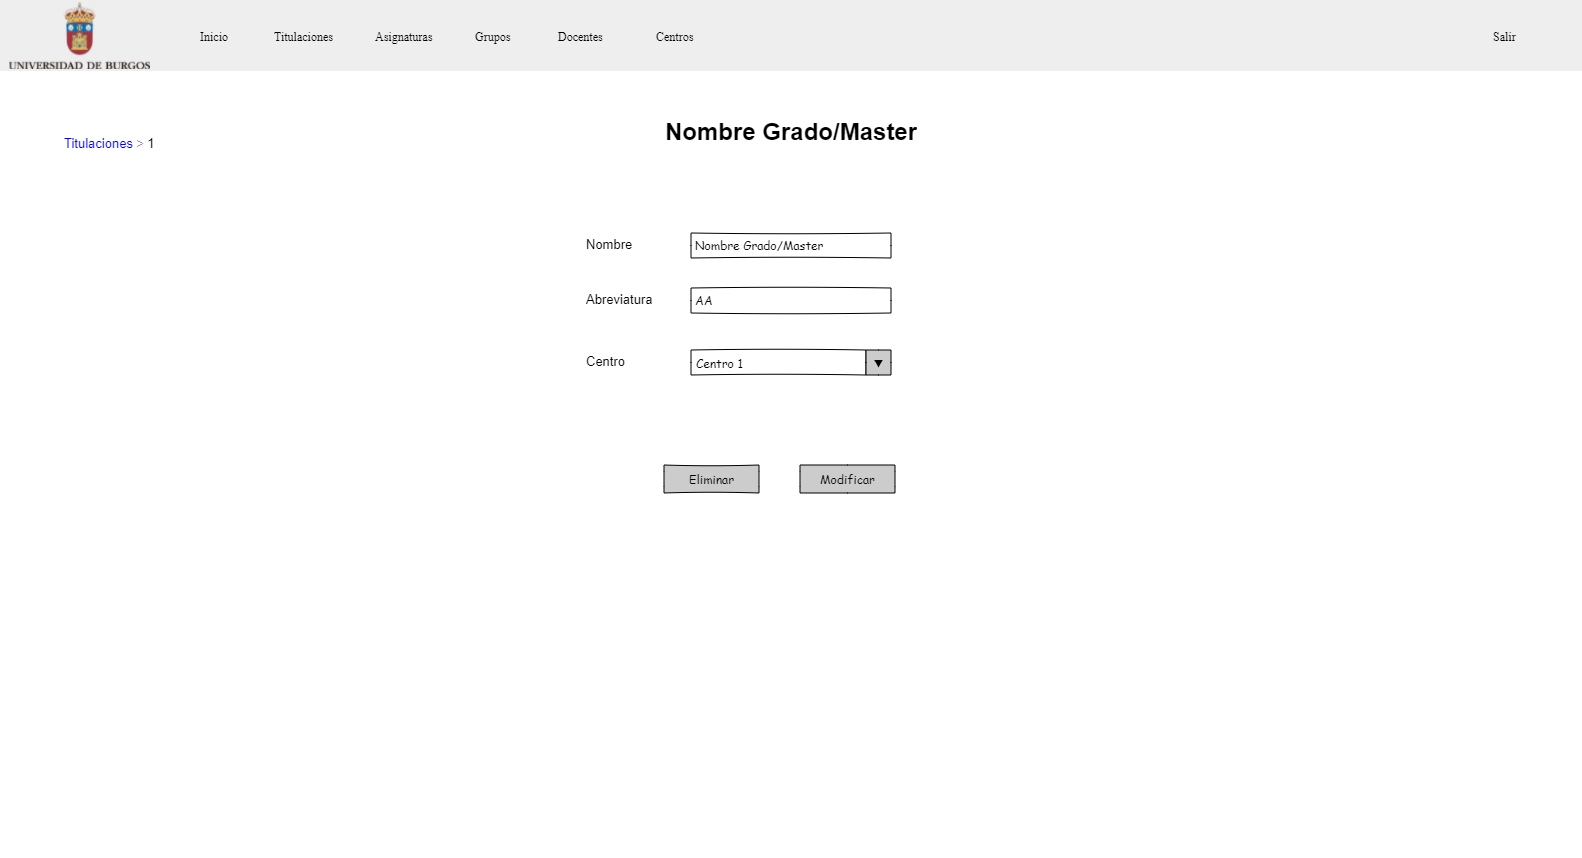 UNIVERSIDAD DE BURGOS
Inicio Titulaciones Asignaturas Grupos Docentes Centros Salir
Nombre Grado/Master
Titulaciones > 1
Nombre Nombre Grado/Master
Abreviatura AA
Centro Centro 1 ▼
Eliminar Modificar